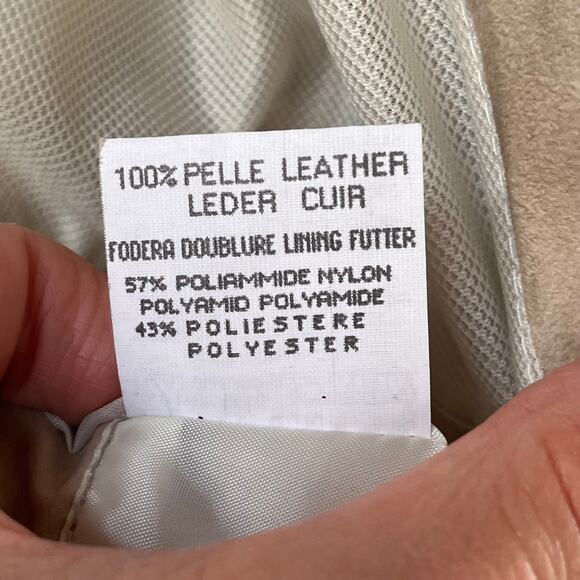 100% PELLE LEATHER
LEDER CUIR
FODERA DOUBLURE LINING FUTTER
57% POLIAMMIDE NYLON
POLYAMID POLYAMIDE
43% POLIESTERE
POLYESTER